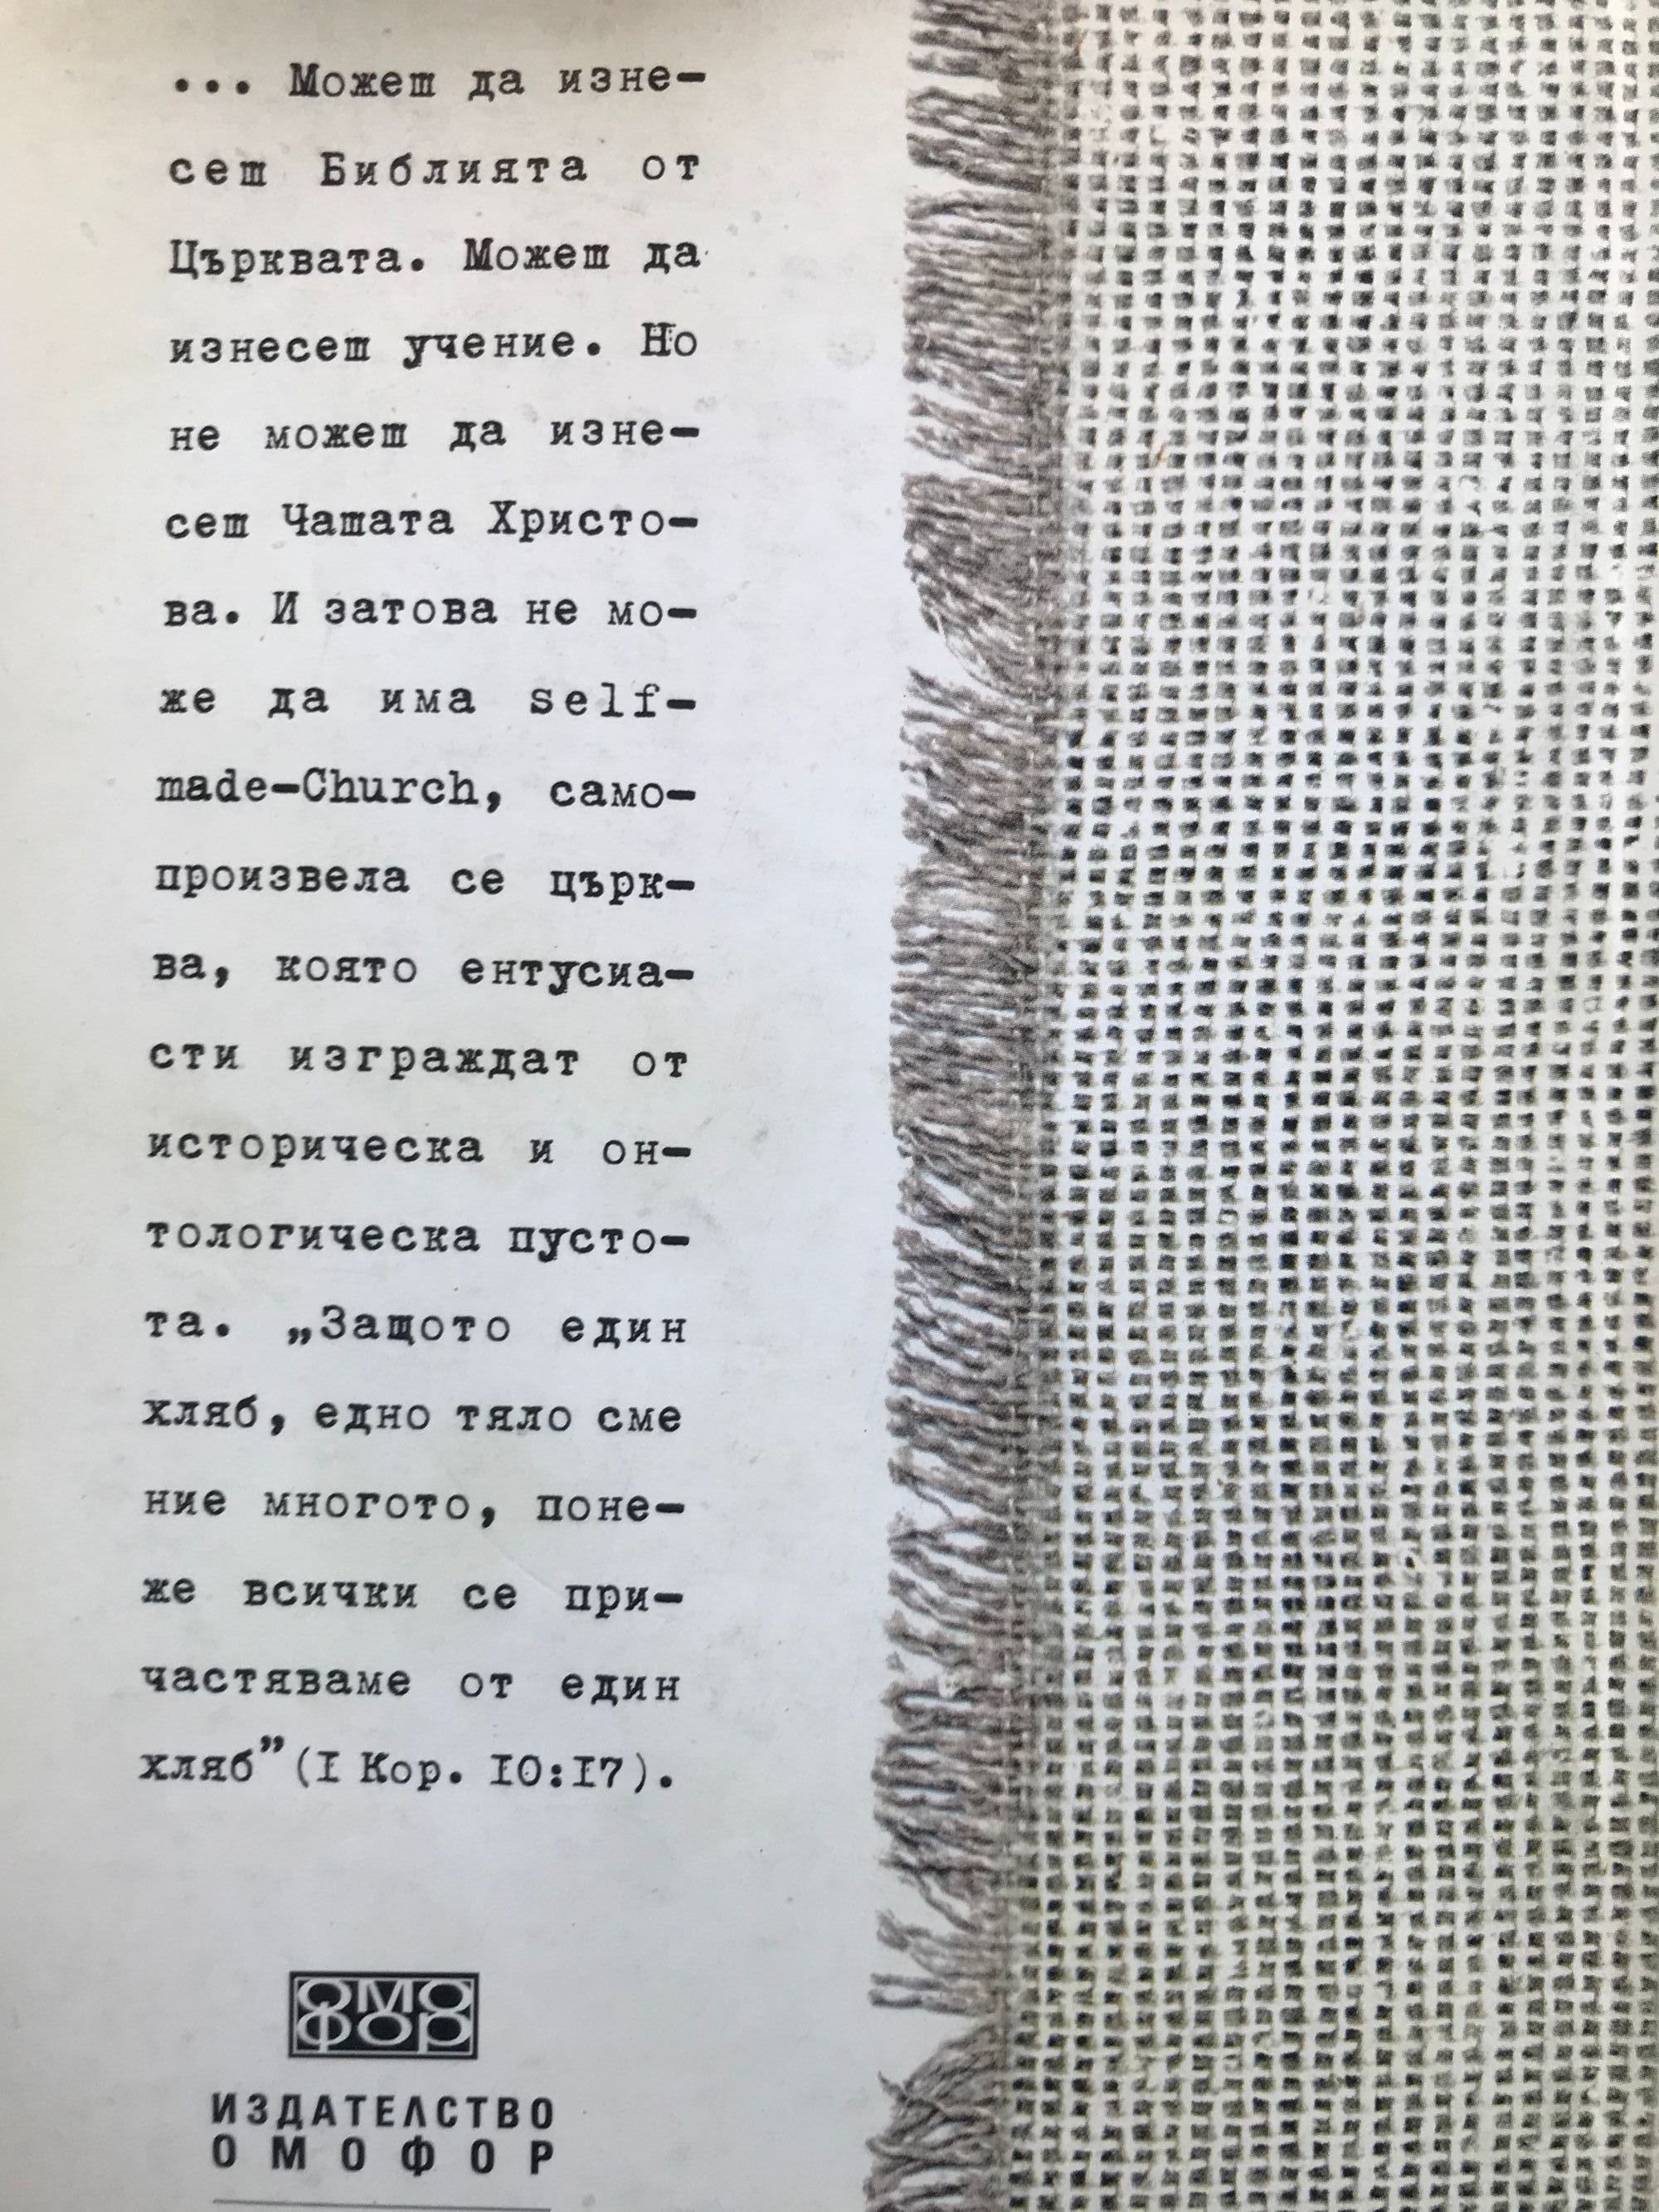 ... Можеш да изне-
сеш Библията от
Църквата. Можеш да
изнесеш учение. Но
не можеш да изне-
сеш Чашата Христо-
ва. И затова не мо-
же да има self-
made-Church, само-
произвела се църк-
ва, която ентусиа-
сти изграждат от
историческа и он-
тологическа пусто-
та. „Защото един
хляб, едно тяло сме
ние многото, поне-
же всички се при-
частяваме от един
хляб” (I Кор. IO:I7).
ОМО
ФОР
ИЗДАТЕЛСТВО
ОМОФОР